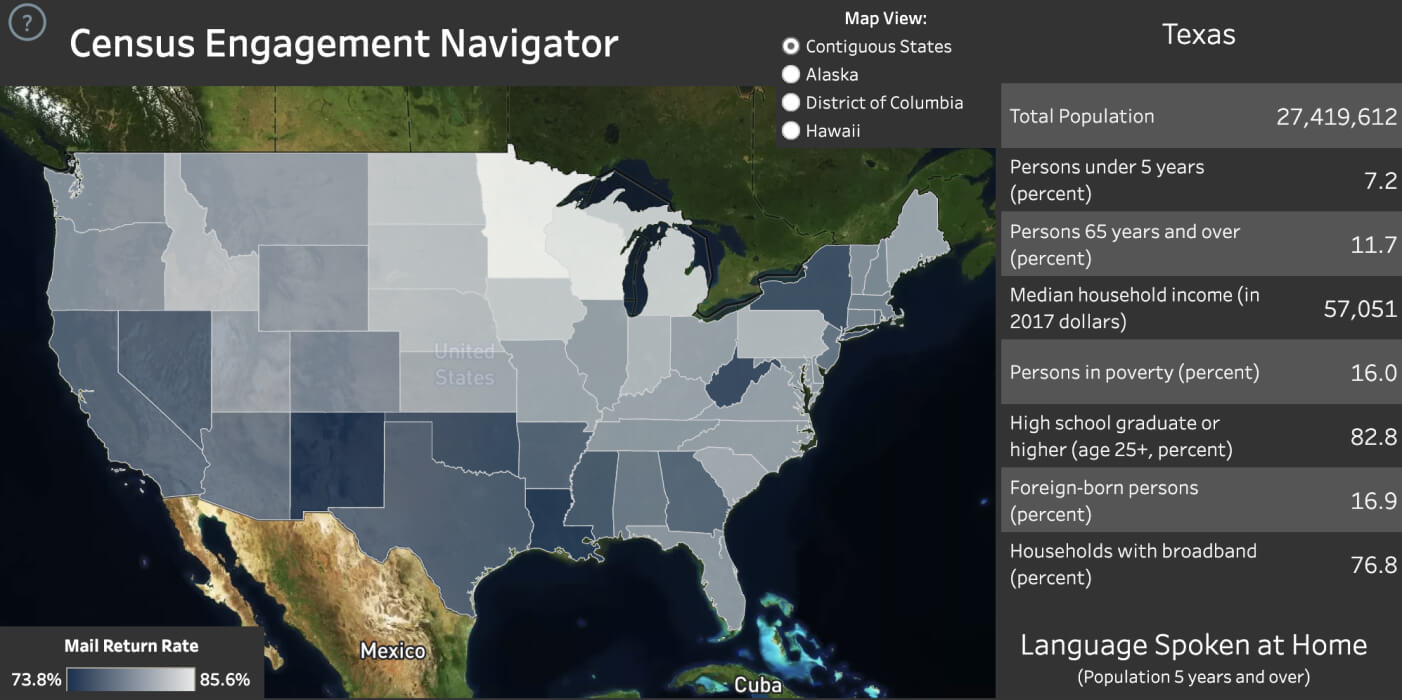 ?
Census Engagement Navigator
Map View:
Contiguous States
Alaska
District of Columbia
Hawaii
United
States
Mexico
Cuba
Mail Return Rate
73.8% 85.6%
Texas
Total Population 27,419,612
Persons under 5 years
(percent) 7.2
Persons 65 years and over
(percent) 11.7
Median household income (in
2017 dollars) 57,051
Persons in poverty (percent) 16.0
High school graduate or
higher (age 25+, percent) 82.8
Foreign-born persons
(percent) 16.9
Households with broadband
(percent) 76.8
Language Spoken at Home
(Population 5 years and over)